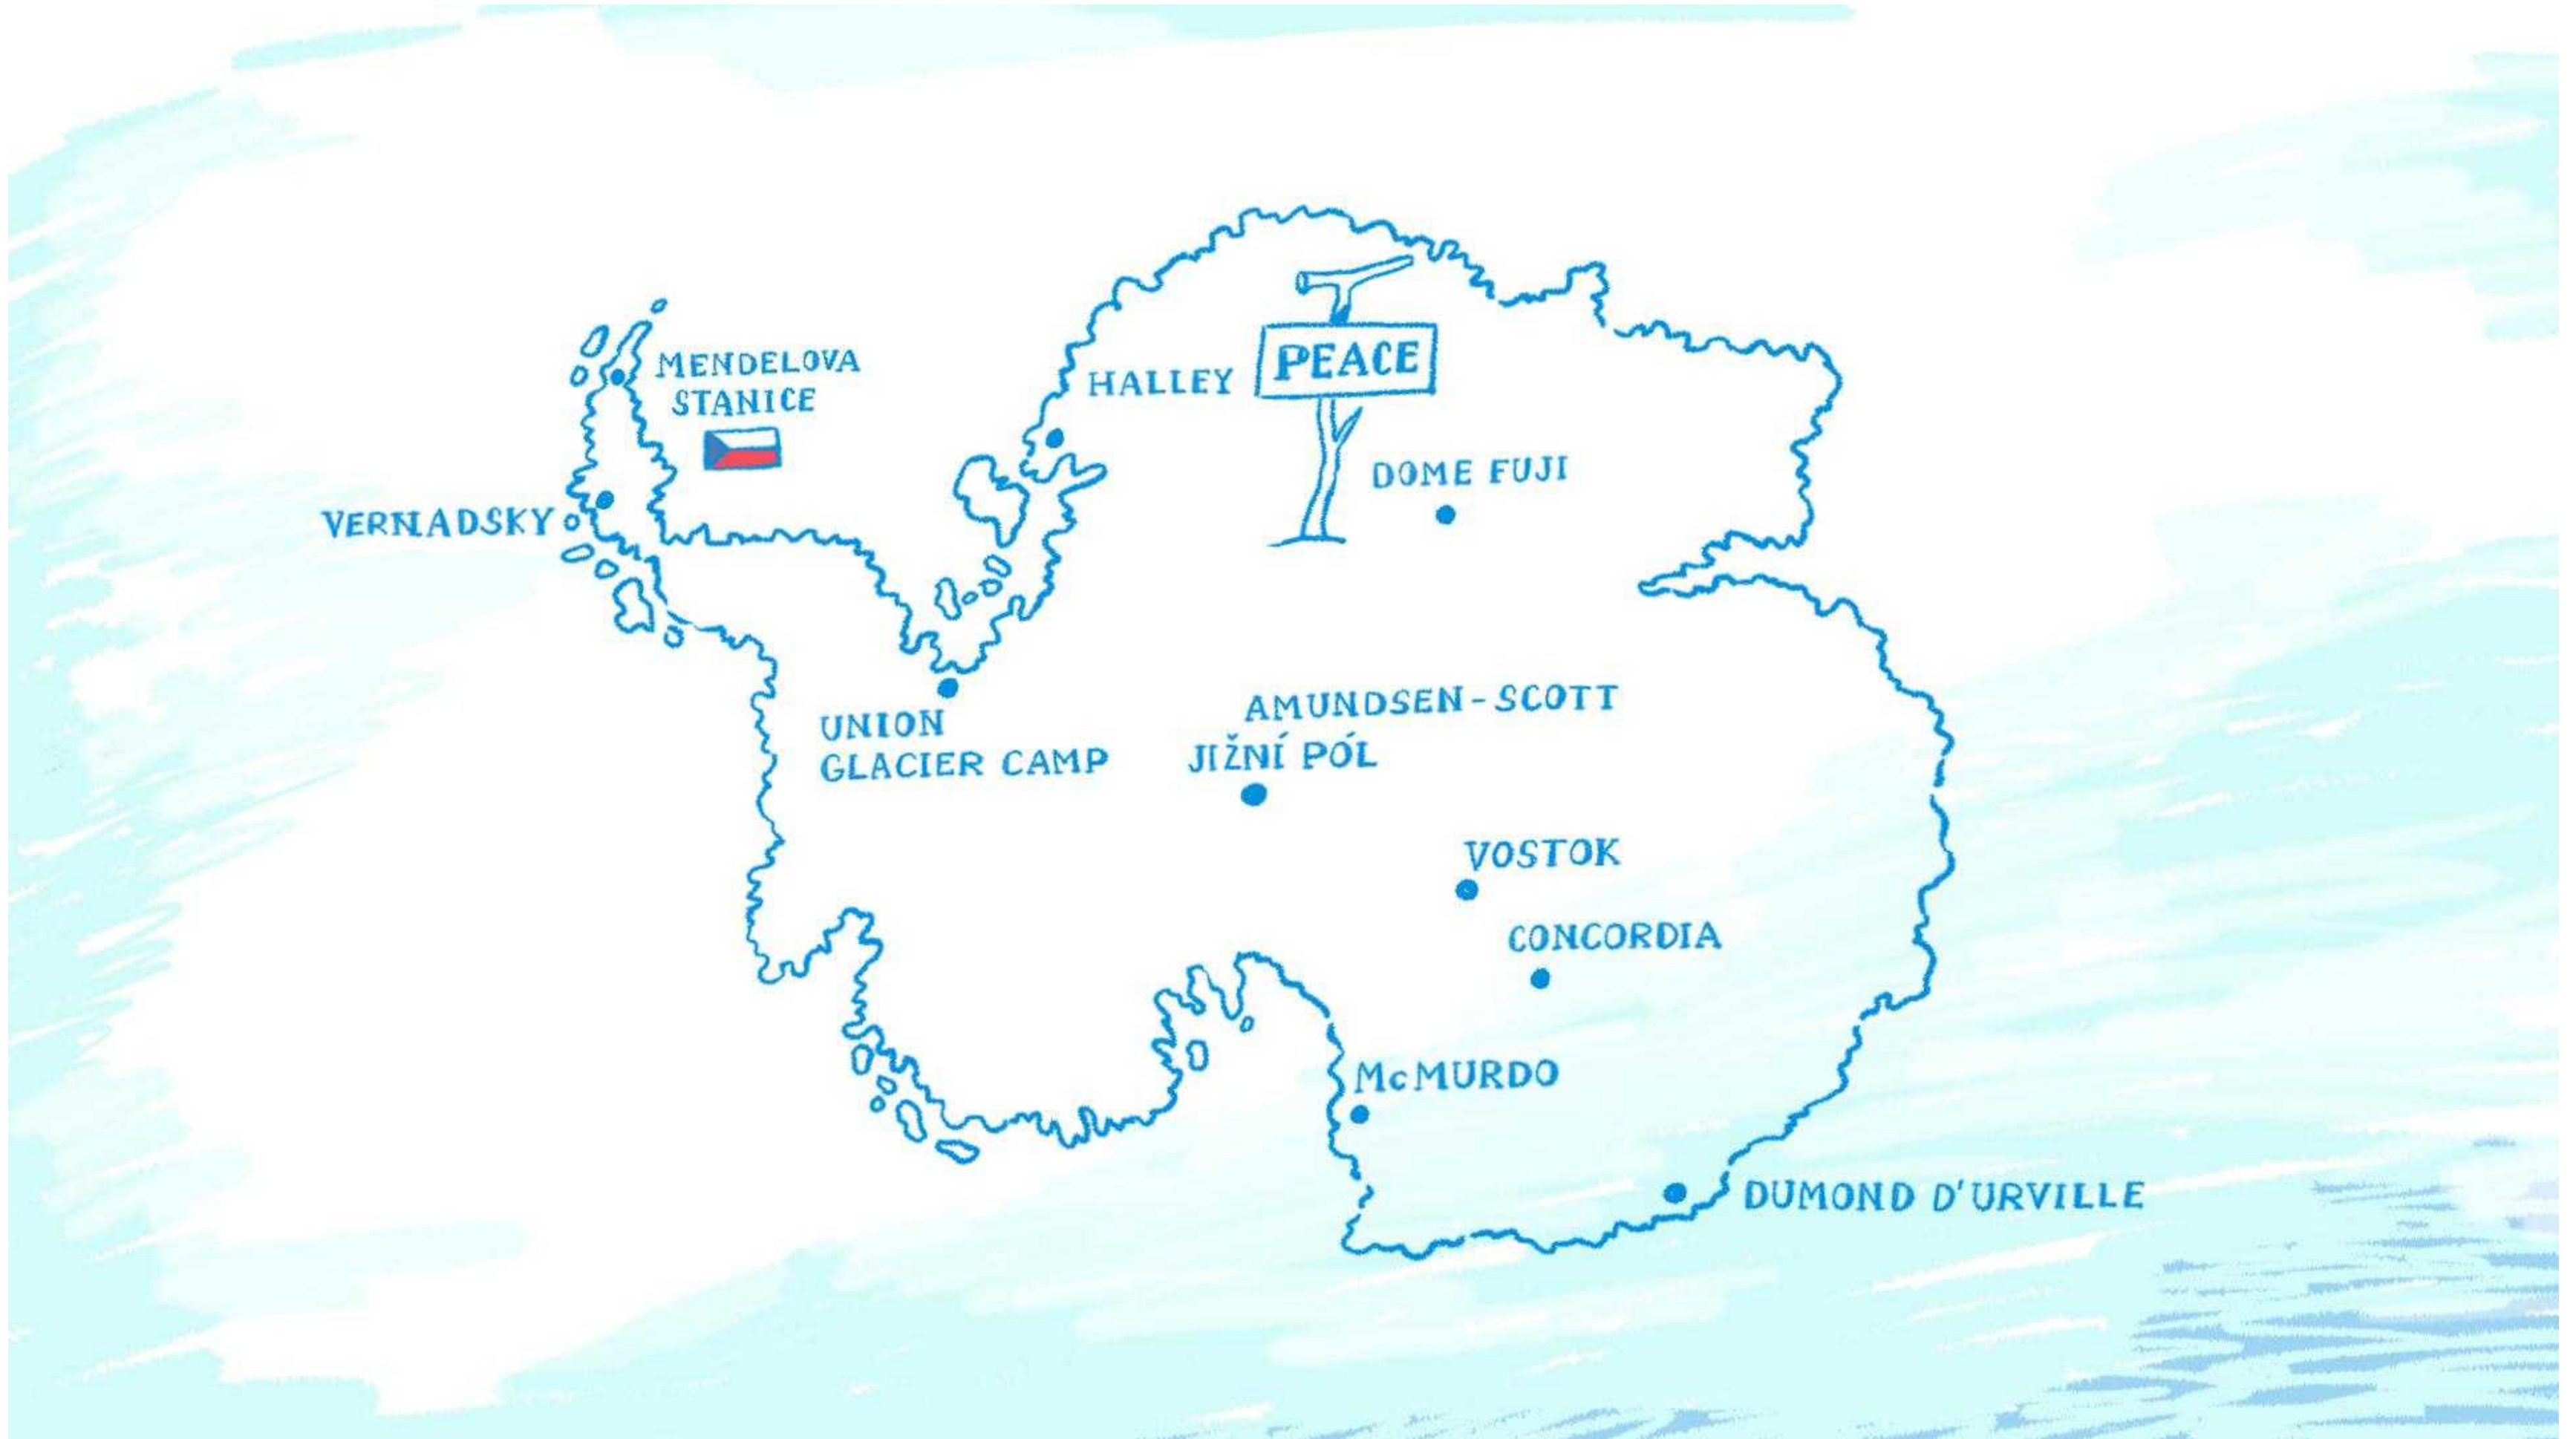 MENDELOVA
STANICE
HALLEY
PEACE
DOME FUJI
VERNADSKY
UNION
GLACIER CAMP
AMUNDSEN-SCOTT
JIŽNÍ PÓL
VOSTOK
CONCORDIA
McMURDO
DUMOND D'URVILLE